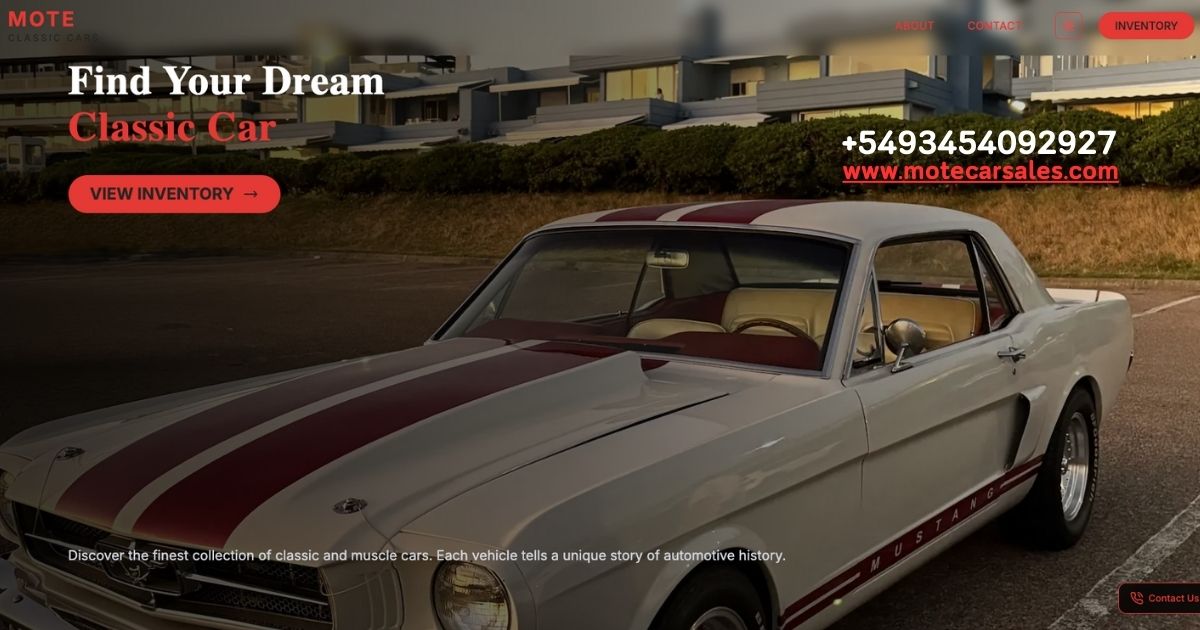 MOTE
CLASSIC CARS
ABOUT
CONTACT
INVENTORY
Find Your Dream
Classic Car
+5493454092927
www.motecarsales.com
VIEW INVENTORY →
MUSTANG
Discover the finest collection of classic and muscle cars. Each vehicle tells a unique story of automotive history.
Contact Us